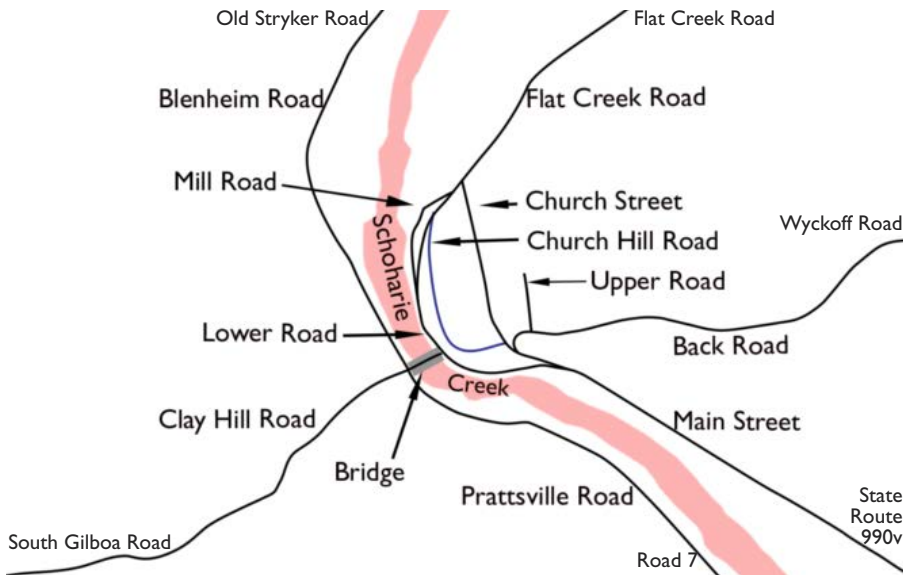 Old Stryker Road
Flat Creek Road
Blenheim Road
Flat Creek Road
Mill Road
Church Street
Schoharie
Wyckoff Road
Church Hill Road
Upper Road
Lower Road
Back Road
Creek
Clay Hill Road
Main Street
Bridge
Prattsville Road
State
Route
990v
South Gilboa Road
Road 7